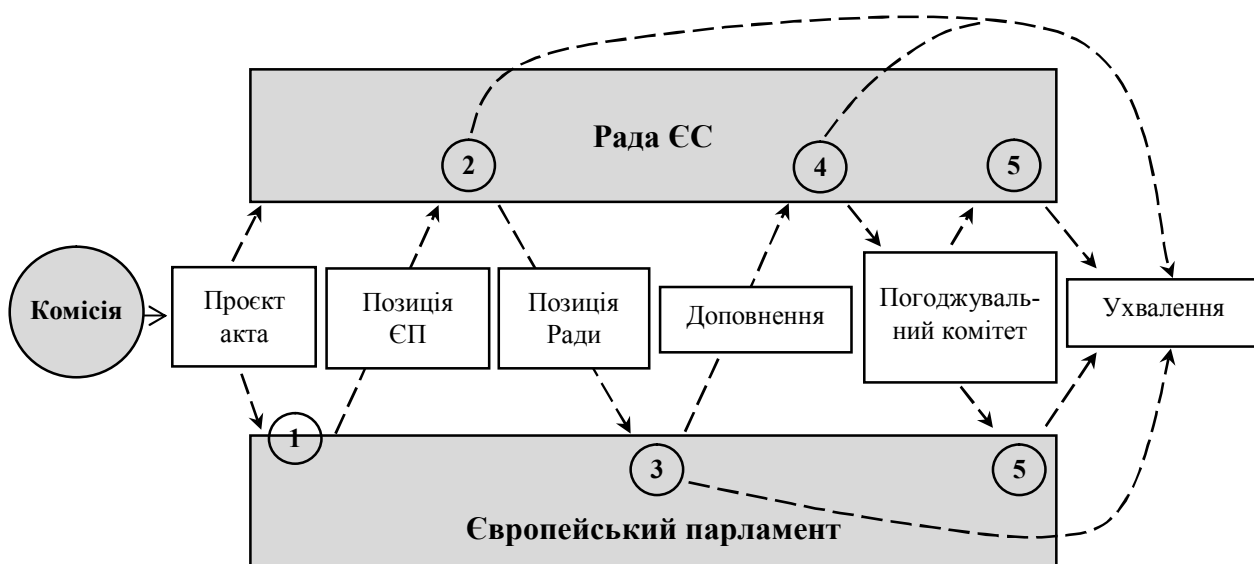 Рада ЄС
2
4
5
Комісія
Проєкт
акта
Позиція
ЄП
Позиція
Ради
Доповнення
Погоджуваль-
ний комітет
Ухвалення
1
3
5
Європейський парламент